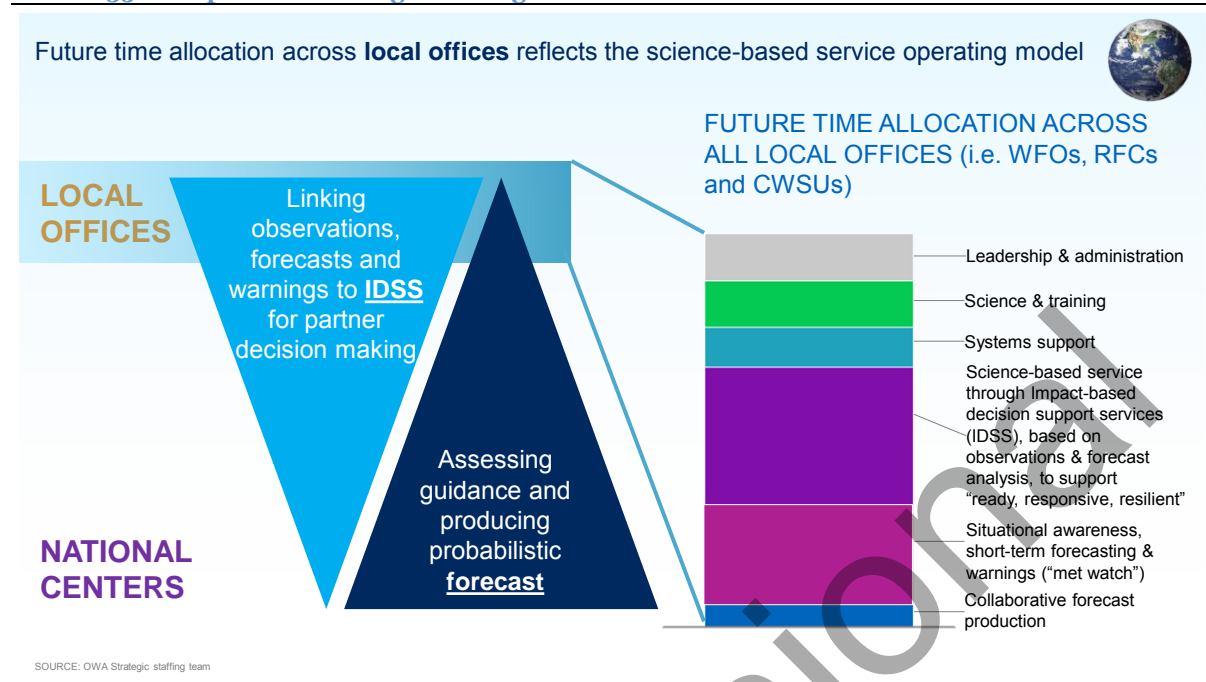 Future time allocation across local offices reflects the science-based service operating model
FUTURE TIME ALLOCATION ACROSS
ALL LOCAL OFFICES (i.e. WFOs, RFCs
and CWSUs)
LOCAL
OFFICES
Linking
observations,
forecasts and
warnings to IDSS
for partner
decision making
Assessing
guidance and
producing
probabilistic
forecast
NATIONAL
CENTERS
Leadership & administration
Science & training
Systems support
Science-based service
through Impact-based
decision support services
(IDSS), based on
observations & forecast
analysis, to support
“ready, responsive, resilient”
Situational awareness,
short-term forecasting &
warnings (“met watch”)
Collaborative forecast
production
SOURCE: OWA Strategic staffing team